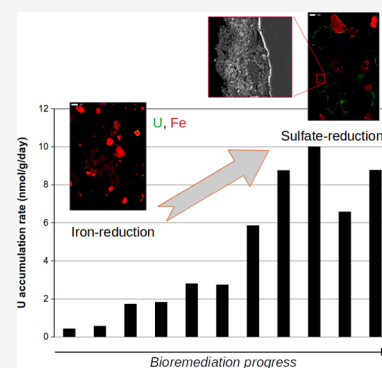 U, Fe
Sulfate-reduction
Iron-reduction
U accumulation rate (nmol/g/day)
12
10
8
6
4
2
0
Bioremediation progress